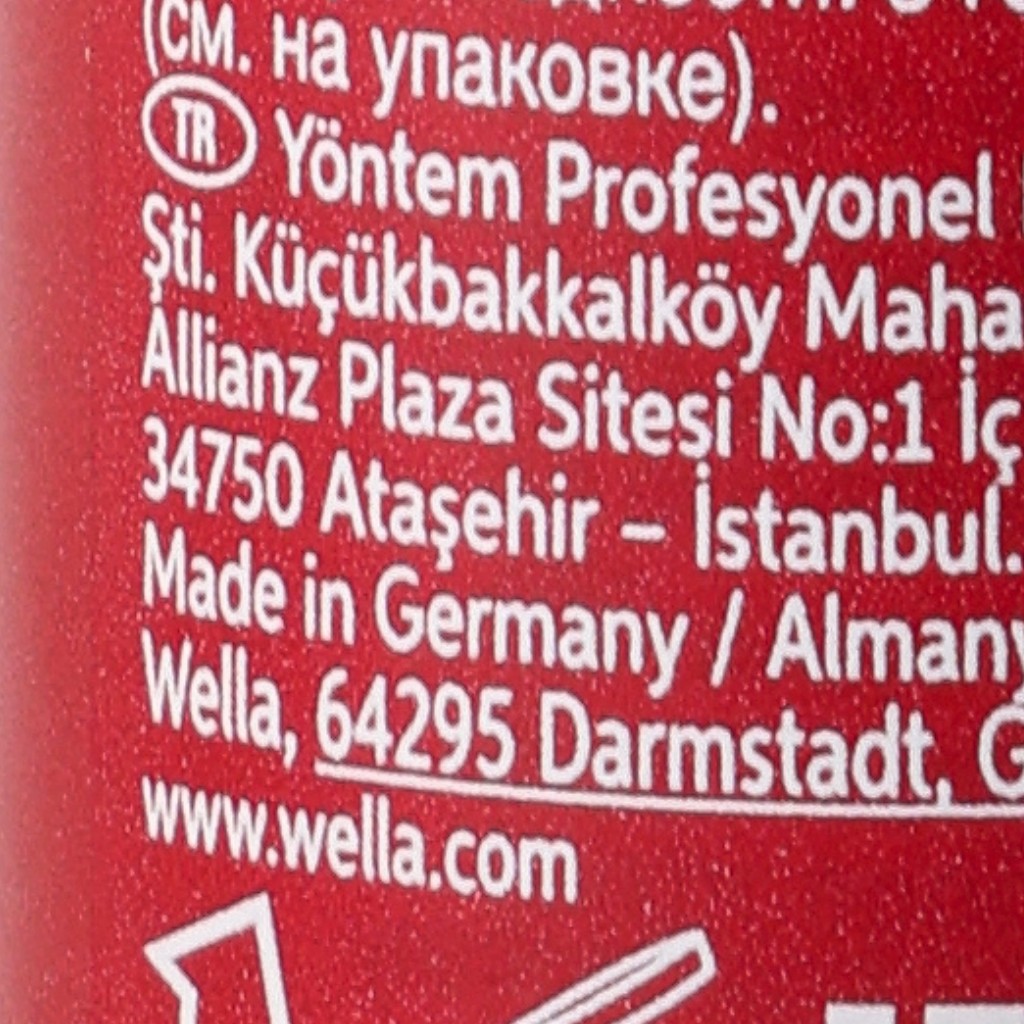 (см. на упаковке).
TR Yöntem Profesyonel
Şti. Küçükbakkalköy Maha
Allianz Plaza Sitesi No:1 İç
34750 Ataşehir – İstanbul.
Made in Germany / Almany
Wella, 64295 Darmstadt, G
www.wella.com